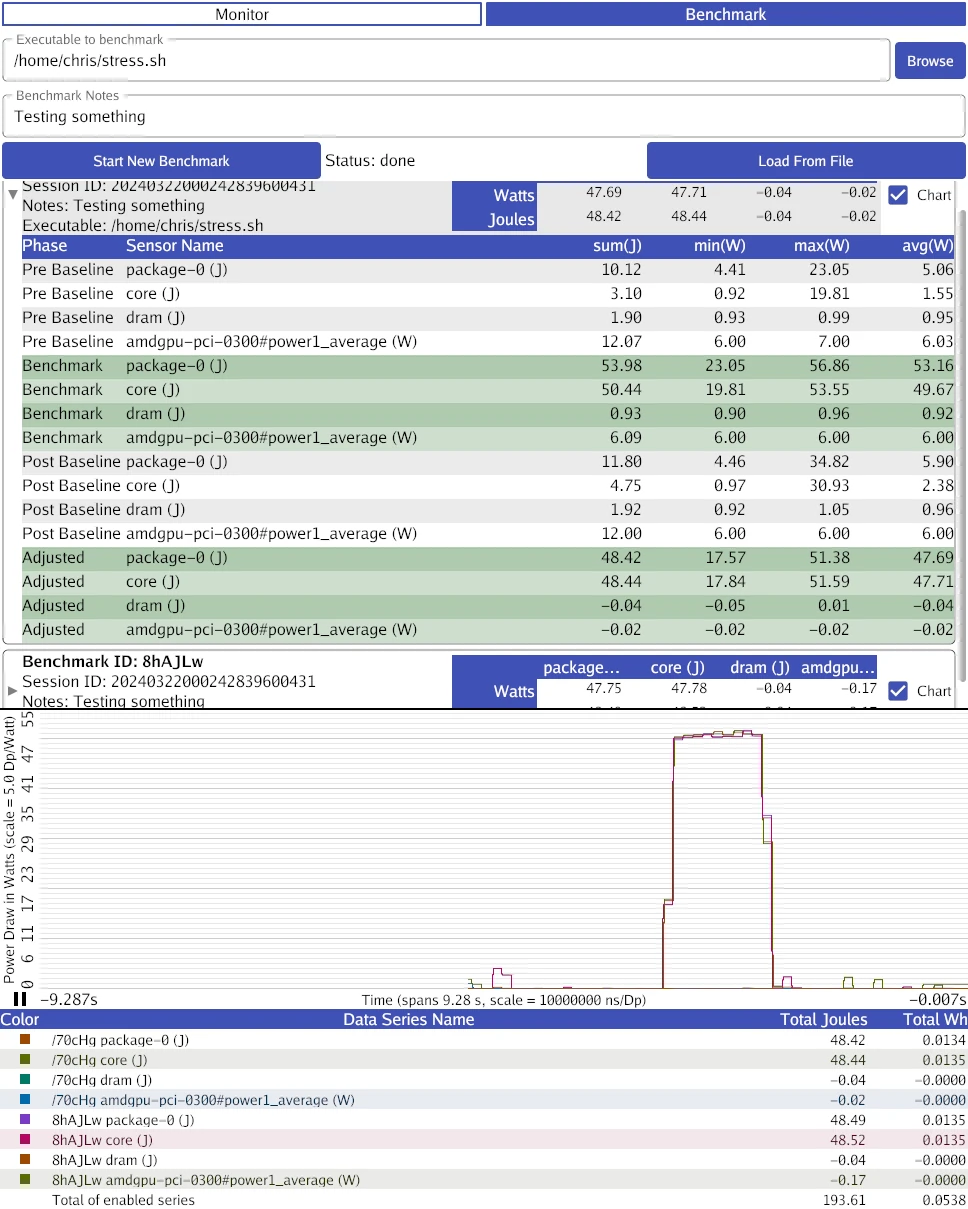 Monitor Benchmark
Executable to benchmark
/home/chris/stress.sh Browse
Benchmark Notes
Testing something
Start New Benchmark Status: done Load From File
Session ID: 20240322000242839600431
Notes: Testing something
Executable: /home/chris/stress.sh
Watts 47.69 47.71 −0.04 −0.02 Chart
Joules 48.42 48.44 −0.04 −0.02
Phase Sensor Name sum(J) min(W) max(W) avg(W)
Pre Baseline package−0 (J) 10.12 4.41 23.05 5.06
Pre Baseline core (J) 3.10 0.92 19.81 1.55
Pre Baseline dram (J) 1.90 0.93 0.99 0.95
Pre Baseline amdgpu−pci−0300#power1_average (W) 12.07 6.00 7.00 6.03
Benchmark package−0 (J) 53.98 23.05 56.86 53.16
Benchmark core (J) 50.44 19.81 53.55 49.67
Benchmark dram (J) 0.93 0.90 0.96 0.92
Benchmark amdgpu−pci−0300#power1_average (W) 6.09 6.00 6.00 6.00
Post Baseline package−0 (J) 11.80 4.46 34.82 5.90
Post Baseline core (J) 4.75 0.97 30.93 2.38
Post Baseline dram (J) 1.92 0.92 1.05 0.96
Post Baseline amdgpu−pci−0300#power1_average (W) 12.00 6.00 6.00 6.00
Adjusted package−0 (J) 48.42 17.57 51.38 47.69
Adjusted core (J) 48.44 17.84 51.59 47.71
Adjusted dram (J) −0.04 −0.05 0.01 −0.04
Adjusted amdgpu−pci−0300#power1_average (W) −0.02 −0.02 −0.02 −0.02
Benchmark ID: 8hAJLw
Session ID: 20240322000242839600431
Notes: Testing something
package... core (J) dram (J) amdgpu...
Watts 47.75 47.78 −0.04 −0.17 Chart
Power Draw in Watts (scale = 5.0 Dp/Watt)
55
47
41
35
29
23
17
11
6
0
−9.287s Time (spans 9.28 s, scale = 10000000 ns/Dp) −0.007s
Color Data Series Name Total Joules Total Wh
/70cHg package−0 (J) 48.42 0.0134
/70cHg core (J) 48.44 0.0135
/70cHg dram (J) −0.04 −0.0000
/70cHg amdgpu−pci−0300#power1_average (W) −0.02 −0.0000
8hAJLw package−0 (J) 48.49 0.0135
8hAJLw core (J) 48.52 0.0135
8hAJLw dram (J) −0.04 −0.0000
8hAJLw amdgpu−pci−0300#power1_average (W) −0.17 −0.0000
Total of enabled series 193.61 0.0538